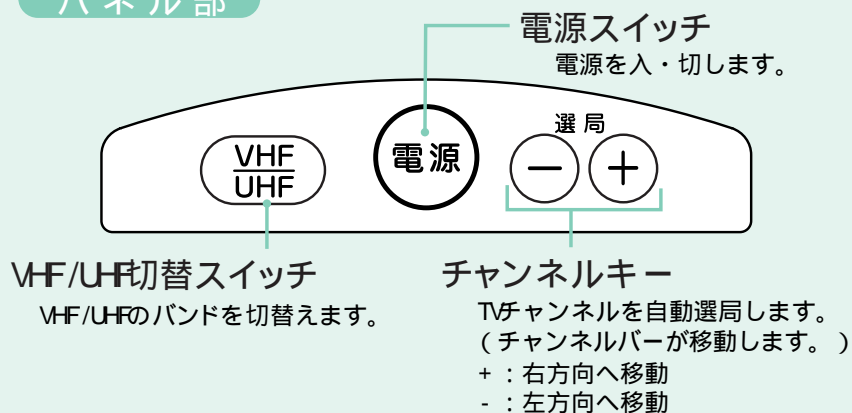 パネル部
電源スイッチ
電源を入・切します。
選局
VHF
UHF
電源
－ ＋
VHF/UHF切替スイッチ
VHF/UHFのバンドを切替えます。
チャンネルキー
TVチャンネルを自動選局します。
(チャンネルバーが移動します。)
+ : 右方向へ移動
- : 左方向へ移動